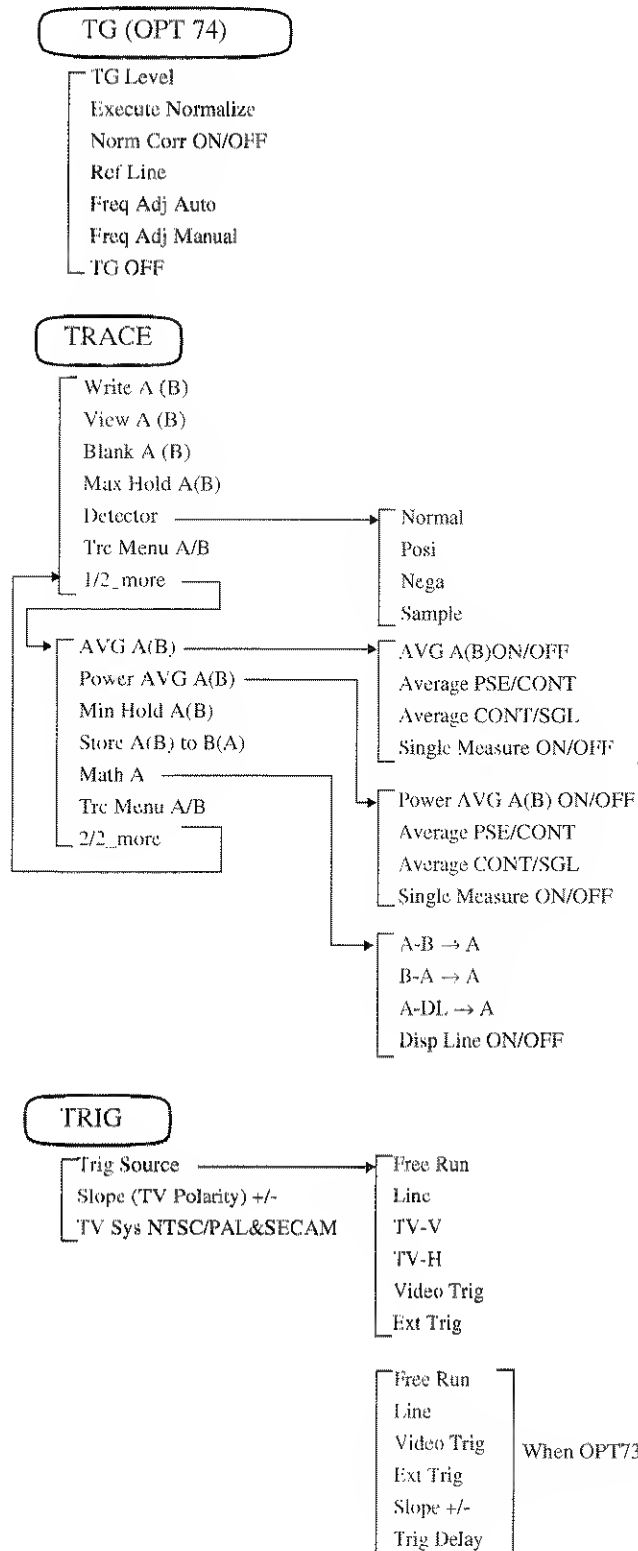 TG (OPT 74)
TG Level
Execute Normalize
Norm Corr ON/OFF
Ref Line
Freq Adj Auto
Freq Adj Manual
TG OFF
TRACE
Write A (B)
View A (B)
Blank A (B)
Max Hold A(B)
Detector
Trc Menu A/B
1/2_more
Normal
Posi
Nega
Sample
AVG A(B)
Power AVG A(B)
Min Hold A(B)
Store A(B) to B(A)
Math A
Trc Menu A/B
2/2_more
AVG A(B)ON/OFF
Average PSE/CONT
Average CONT/SGL
Single Measure ON/OFF
Power AVG A(B) ON/OFF
Average PSE/CONT
Average CONT/SGL
Single Measure ON/OFF
A-B → A
B-A → A
A-DL → A
Disp Line ON/OFF
TRIG
Trig Source
Slope (TV Polarity) +/-
TV Sys NTSC/PAL&SECAM
Free Run
Line
TV-V
TV-H
Video Trig
Ext Trig
Free Run
Line
Video Trig
Ext Trig
Slope +/-
Trig Delay
When OPT73